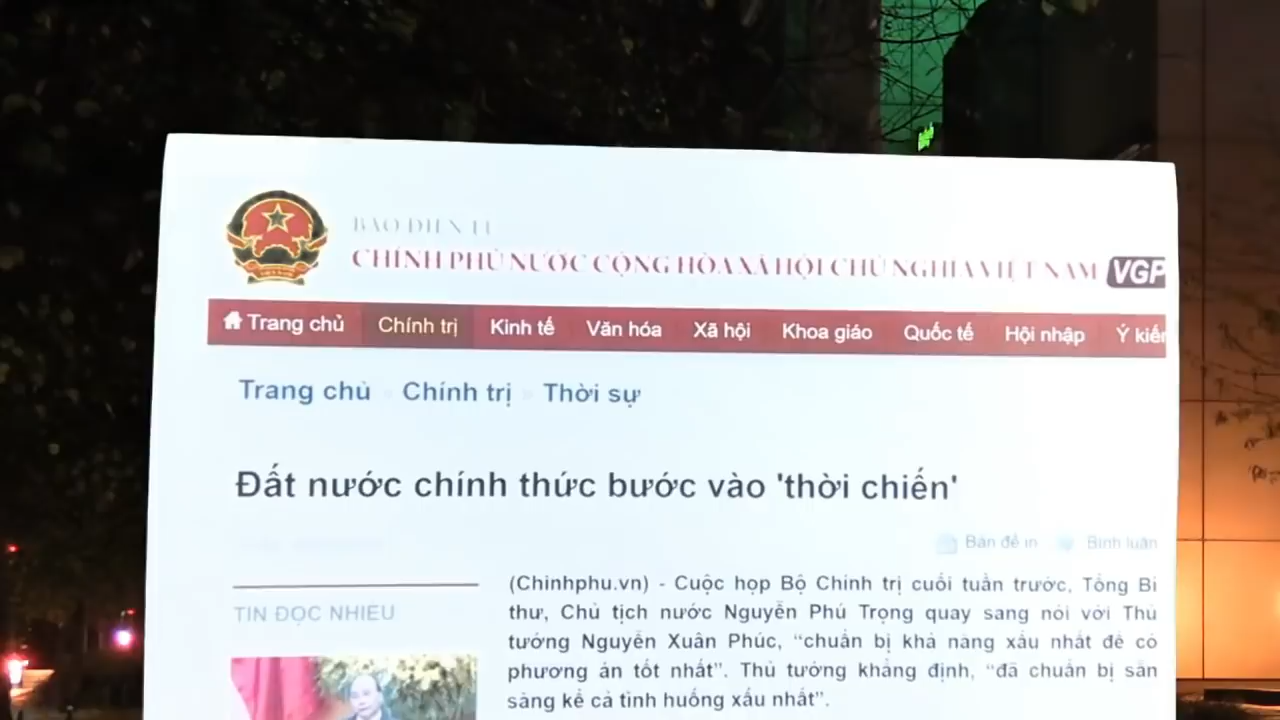 BÁO ĐIỆN TỬ
CHÍNH PHỦ NƯỚC CỘNG HÒA XÃ HỘI CHỦ NGHĨA VIỆT NAM VGP
Trang chủ Chính trị Kinh tế Văn hóa Xã hội Khoa giáo Quốc tế Hội nhập Ý kiến
Trang chủ » Chính trị » Thời sự
Đất nước chính thức bước vào 'thời chiến'
Bản để in Bình luận
(Chinhphu.vn) - Cuộc họp Bộ Chính trị cuối tuần trước, Tổng Bí
thư, Chủ tịch nước Nguyễn Phú Trọng quay sang nói với Thủ
tướng Nguyễn Xuân Phúc, “chuẩn bị khả năng xấu nhất để có
phương án tốt nhất”. Thủ tướng khẳng định, “đã chuẩn bị sẵn
sàng kể cả tình huống xấu nhất”.
TIN ĐỌC NHIỀU